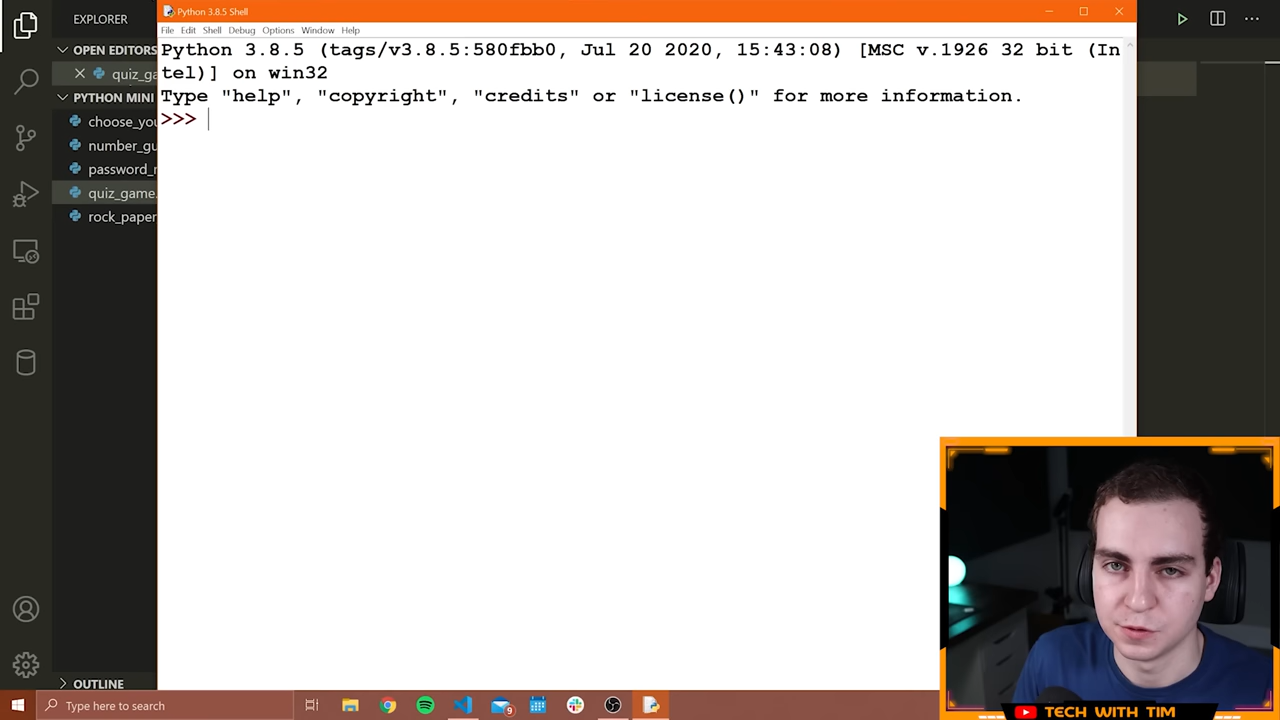 EXPLORER
Python 3.8.5 Shell
File Edit Shell Debug Options Window Help
OPEN EDITORS
quiz_ga
PYTHON MINI
choose_you
number_gu
password_
quiz_game.
rock_paper
Python 3.8.5 (tags/v3.8.5:580fbb0, Jul 20 2020, 15:43:08) [MSC v.1926 32 bit (In
tel)] on win32
Type "help", "copyright", "credits" or "license()" for more information.
>>>
OUTLINE
Type here to search
9
TECH WITH TIM